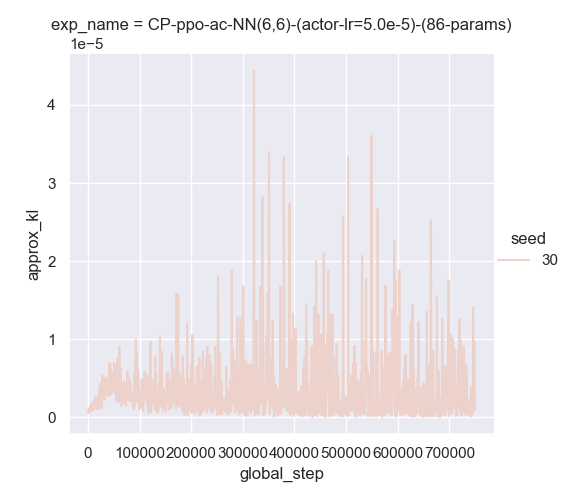 exp_name = CP-ppo-ac-NN(6,6)-(actor-lr=5.0e-5)-(86-params)
1e−5
4
3
2
1
0
approx_kl
0
100000
200000
300000
400000
500000
600000
700000
global_step
seed
30